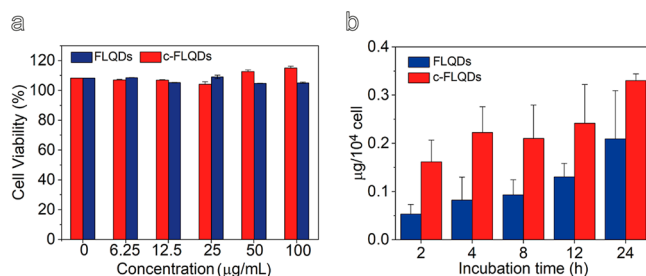 a
FLQDs
c-FLQDs
120
100
80
60
40
20
0
Cell Viability (%)
0 6.25 12.5 25 50 100
Concentration (µg/mL)
b
0.4
FLQDs
c-FLQDs
0.3
0.2
0.1
0.0
µg/10⁴ cell
2 4 8 12 24
Incubation time (h)